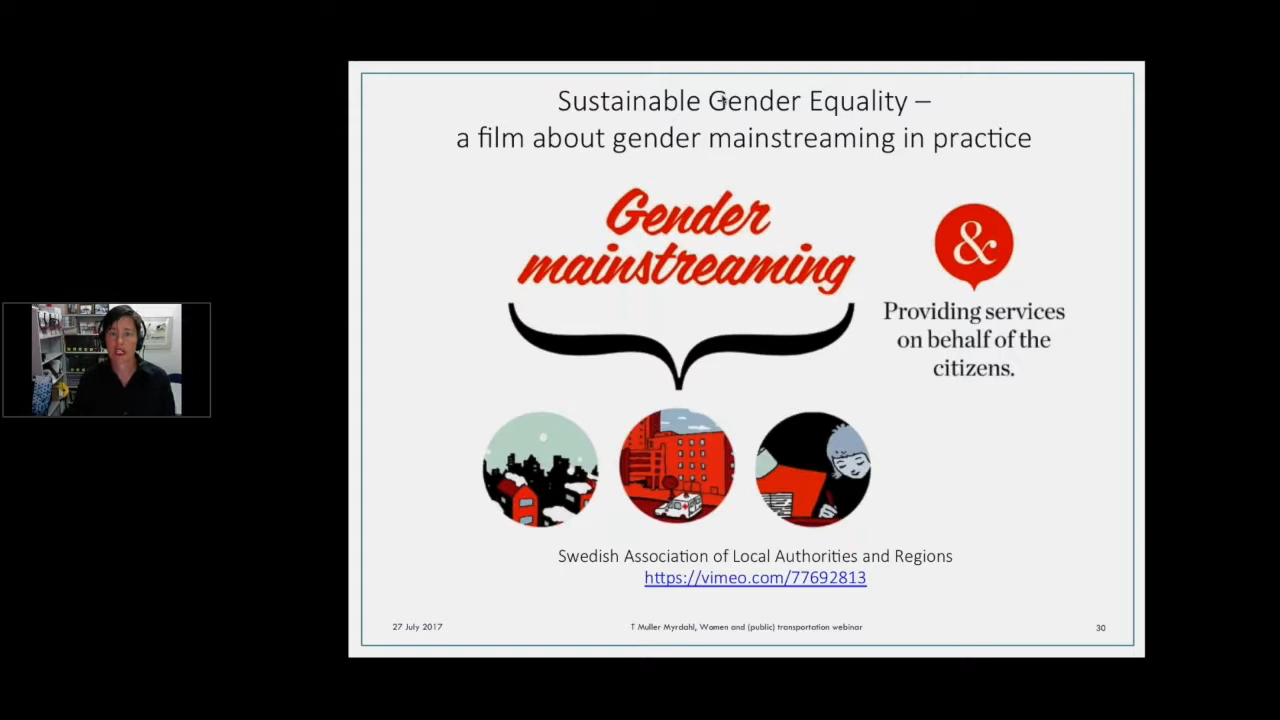 Sustainable Gender Equality –
a film about gender mainstreaming in practice
Gender
mainstreaming
&
Providing services
on behalf of the
citizens.
Swedish Association of Local Authorities and Regions
https://vimeo.com/77692813
27 July 2017
T Muller Myrdahl, Women and (public) transportation webinar
30